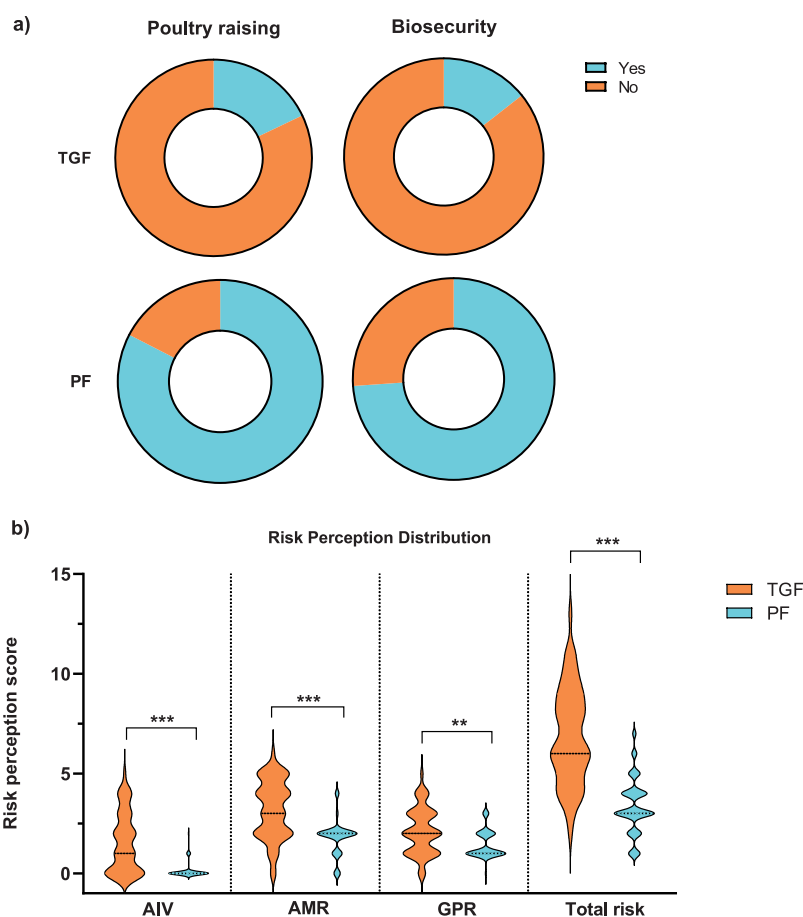 a)
Poultry raising
Biosecurity
Yes
No
TGF
PF
b)
Risk Perception Distribution
***
***
***
**
TGF
PF
Risk perception score
15
10
5
0
AIV
AMR
GPR
Total risk